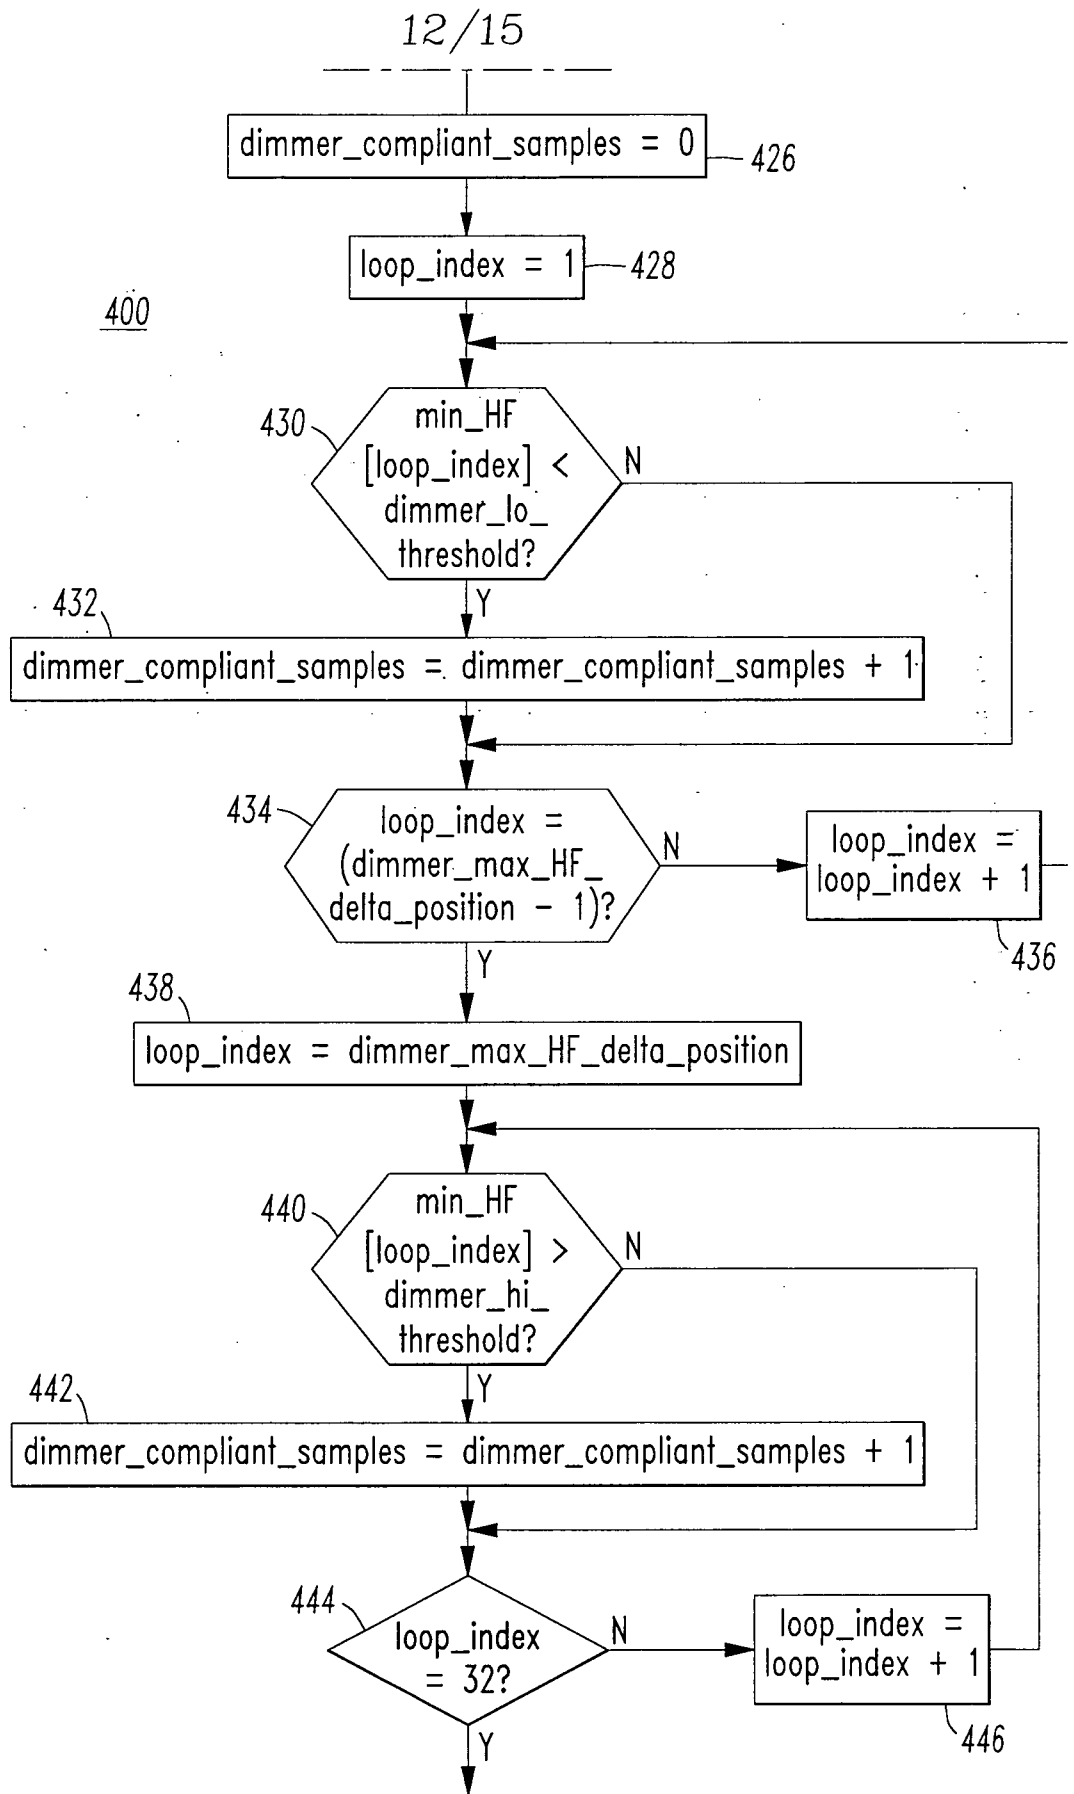 12/15
dimmer_compliant_samples = 0
426
loop_index = 1
428
400
430
min_HF
[loop_index] <
dimmer_lo_
threshold?
N
Y
432
dimmer_compliant_samples = dimmer_compliant_samples + 1
434
loop_index =
(dimmer_max_HF_
delta_position - 1)?
N
loop_index =
loop_index + 1
436
Y
438
loop_index = dimmer_max_HF_delta_position
440
min_HF
[loop_index] >
dimmer_hi_
threshold?
N
Y
442
dimmer_compliant_samples = dimmer_compliant_samples + 1
444
loop_index
= 32?
N
loop_index =
loop_index + 1
446
Y